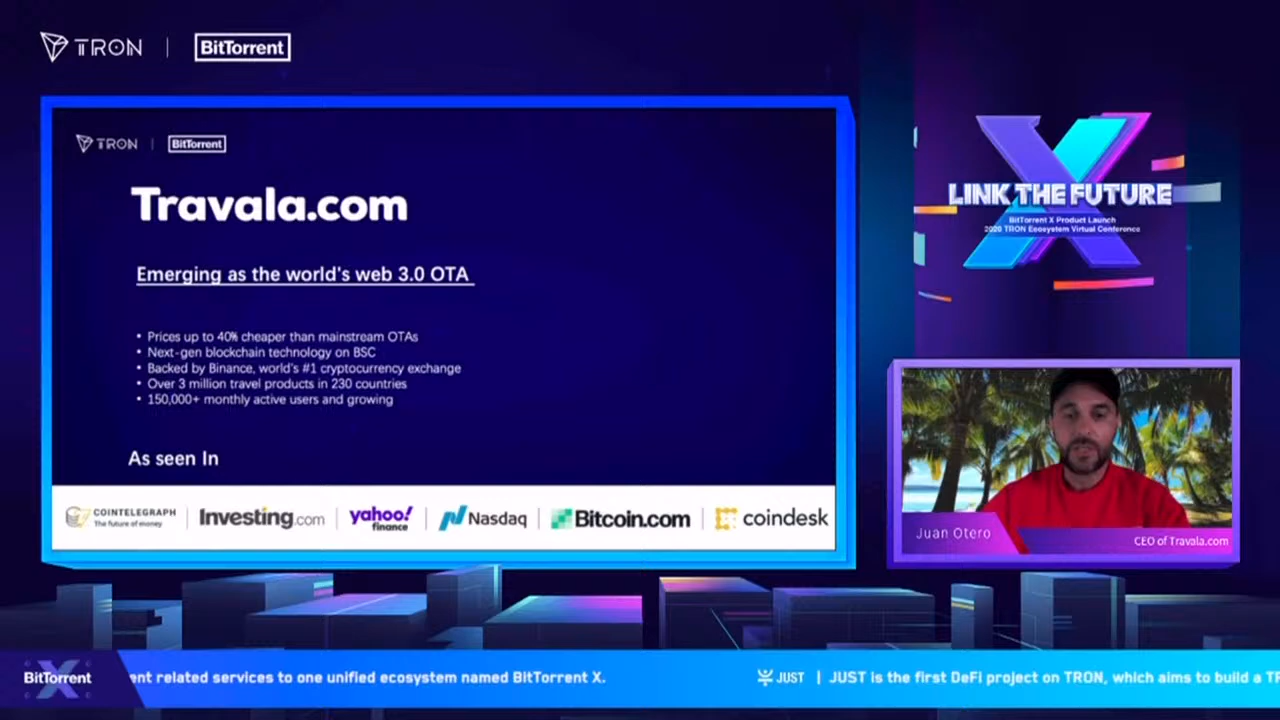 TRON
BitTorrent
TRON
BitTorrent
Travala.com
Emerging as the world's web 3.0 OTA
• Prices up to 40% cheaper than mainstream OTAs
• Next-gen blockchain technology on BSC
• Backed by Binance, world's #1 cryptocurrency exchange
• Over 3 million travel products in 230 countries
• 150,000+ monthly active users and growing
As seen In
COINTELEGRAPH
The future of money
Investing.com
yahoo!
finance
Nasdaq
Bitcoin.com
coindesk
X
LINK THE FUTURE
BitTorrent X Product Launch
2020 TRON Ecosystem Virtual Conference
Juan Otero
CEO of Travala.com
BitTorrent X
ent related services to one unified ecosystem named BitTorrent X.
JUST | JUST is the first DeFi project on TRON, which aims to build a TR